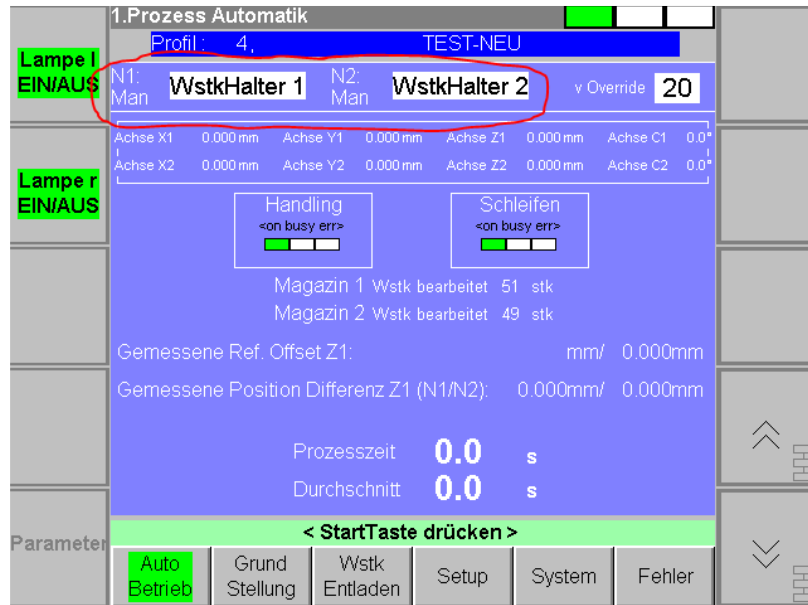 1.Prozess Automatik
Profil : 4, TEST-NEU
Lampe l
EIN/AUS
N1:
Man
WstkHalter 1
N2:
Man
WstkHalter 2
v Override 20
Achse X1 0.000 mm Achse Y1 0.000 mm Achse Z1 0.000 mm Achse C1 0.0°
Achse X2 0.000 mm Achse Y2 0.000 mm Achse Z2 0.000 mm Achse C2 0.0°
Lampe r
EIN/AUS
Handling
<on busy err>
Schleifen
<on busy err>
Magazin 1 Wstk bearbeitet 51 stk
Magazin 2 Wstk bearbeitet 49 stk
Gemessene Ref. Offset Z1: mm/ 0.000mm
Gemessene Position Differenz Z1 (N1/N2): 0.000mm/ 0.000mm
Prozesszeit 0.0 s
Durchschnitt 0.0 s
< StartTaste drücken >
Parameter
Auto
Betrieb
Grund
Stellung
Wstk
Entladen
Setup
System
Fehler